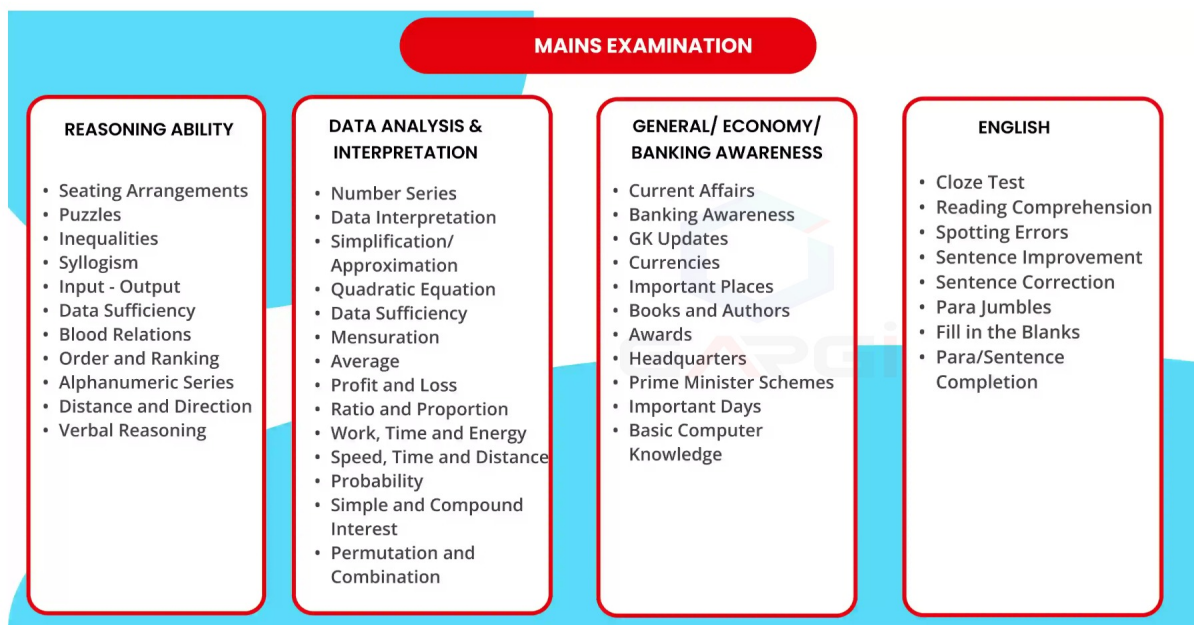 MAINS EXAMINATION
REASONING ABILITY
• Seating Arrangements
• Puzzles
• Inequalities
• Syllogism
• Input - Output
• Data Sufficiency
• Blood Relations
• Order and Ranking
• Alphanumeric Series
• Distance and Direction
• Verbal Reasoning
DATA ANALYSIS &
INTERPRETATION
• Number Series
• Data Interpretation
• Simplification/
Approximation
• Quadratic Equation
• Data Sufficiency
• Mensuration
• Average
• Profit and Loss
• Ratio and Proportion
• Work, Time and Energy
• Speed, Time and Distance
• Probability
• Simple and Compound
Interest
• Permutation and
Combination
GENERAL/ ECONOMY/
BANKING AWARENESS
• Current Affairs
• Banking Awareness
• GK Updates
• Currencies
• Important Places
• Books and Authors
• Awards
• Headquarters
• Prime Minister Schemes
• Important Days
• Basic Computer
Knowledge
ENGLISH
• Cloze Test
• Reading Comprehension
• Spotting Errors
• Sentence Improvement
• Sentence Correction
• Para Jumbles
• Fill in the Blanks
• Para/Sentence
Completion